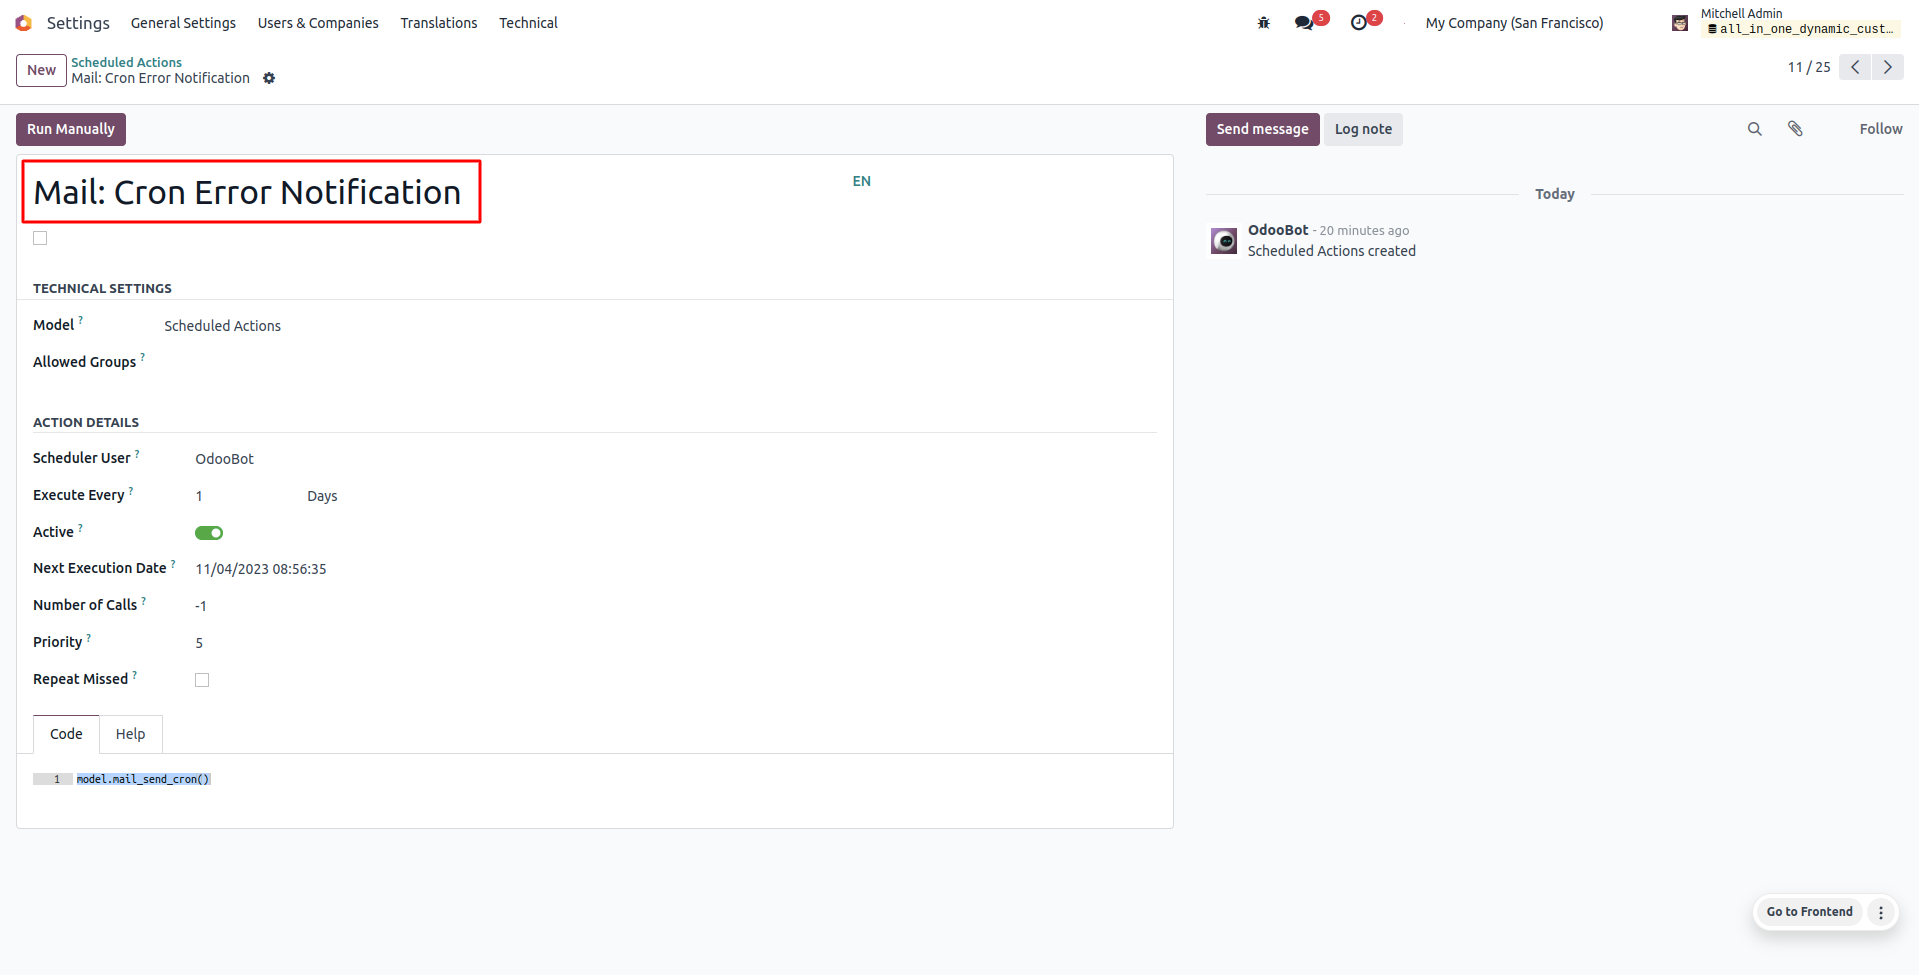 Settings General Settings Users & Companies Translations Technical 5 2 My Company (San Francisco) Mitchell Admin
all_in_one_dynamic_cust...
New Scheduled Actions
Mail: Cron Error Notification
11 / 25
Run Manually Send message Log note Follow
Mail: Cron Error Notification EN
Today
OdooBot - 20 minutes ago
Scheduled Actions created
TECHNICAL SETTINGS
Model ? Scheduled Actions
Allowed Groups ?
ACTION DETAILS
Scheduler User ? OdooBot
Execute Every ? 1 Days
Active ?
Next Execution Date ? 11/04/2023 08:56:35
Number of Calls ? -1
Priority ? 5
Repeat Missed ?
Code Help
1 model.mail_send_cron()
Go to Frontend